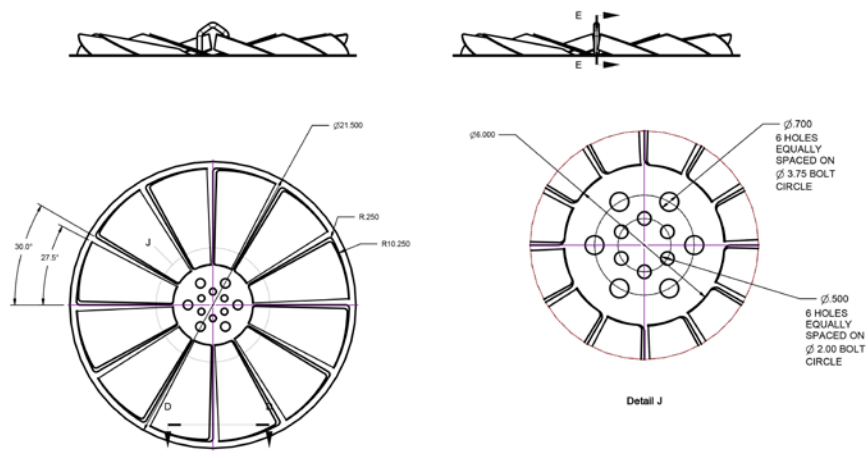 E
E
Ø21.500
R.250
R10.250
30.0°
27.5°
J
D
D
Ø6.000
Ø.700
6 HOLES
EQUALLY
SPACED ON
Ø 3.75 BOLT
CIRCLE
Ø.500
6 HOLES
EQUALLY
SPACED ON
Ø 2.00 BOLT
CIRCLE
Detail J